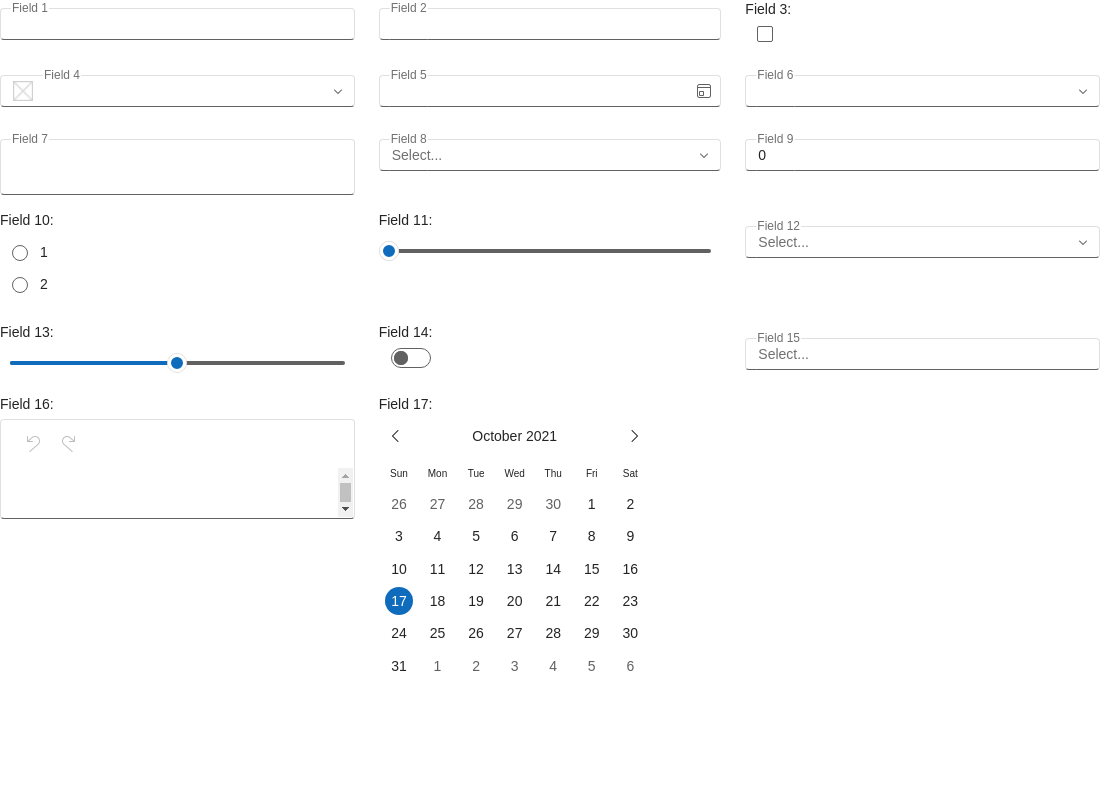 Field 1
Field 2
Field 3:
Field 4
Field 5
Field 6
Field 7
Field 8
Select...
Field 9
0
Field 10:
1
2
Field 11:
Field 12
Select...
Field 13:
Field 14:
Field 15
Select...
Field 16:
Field 17:
October 2021
Sun Mon Tue Wed Thu Fri Sat
26 27 28 29 30 1 2
3 4 5 6 7 8 9
10 11 12 13 14 15 16
17 18 19 20 21 22 23
24 25 26 27 28 29 30
31 1 2 3 4 5 6